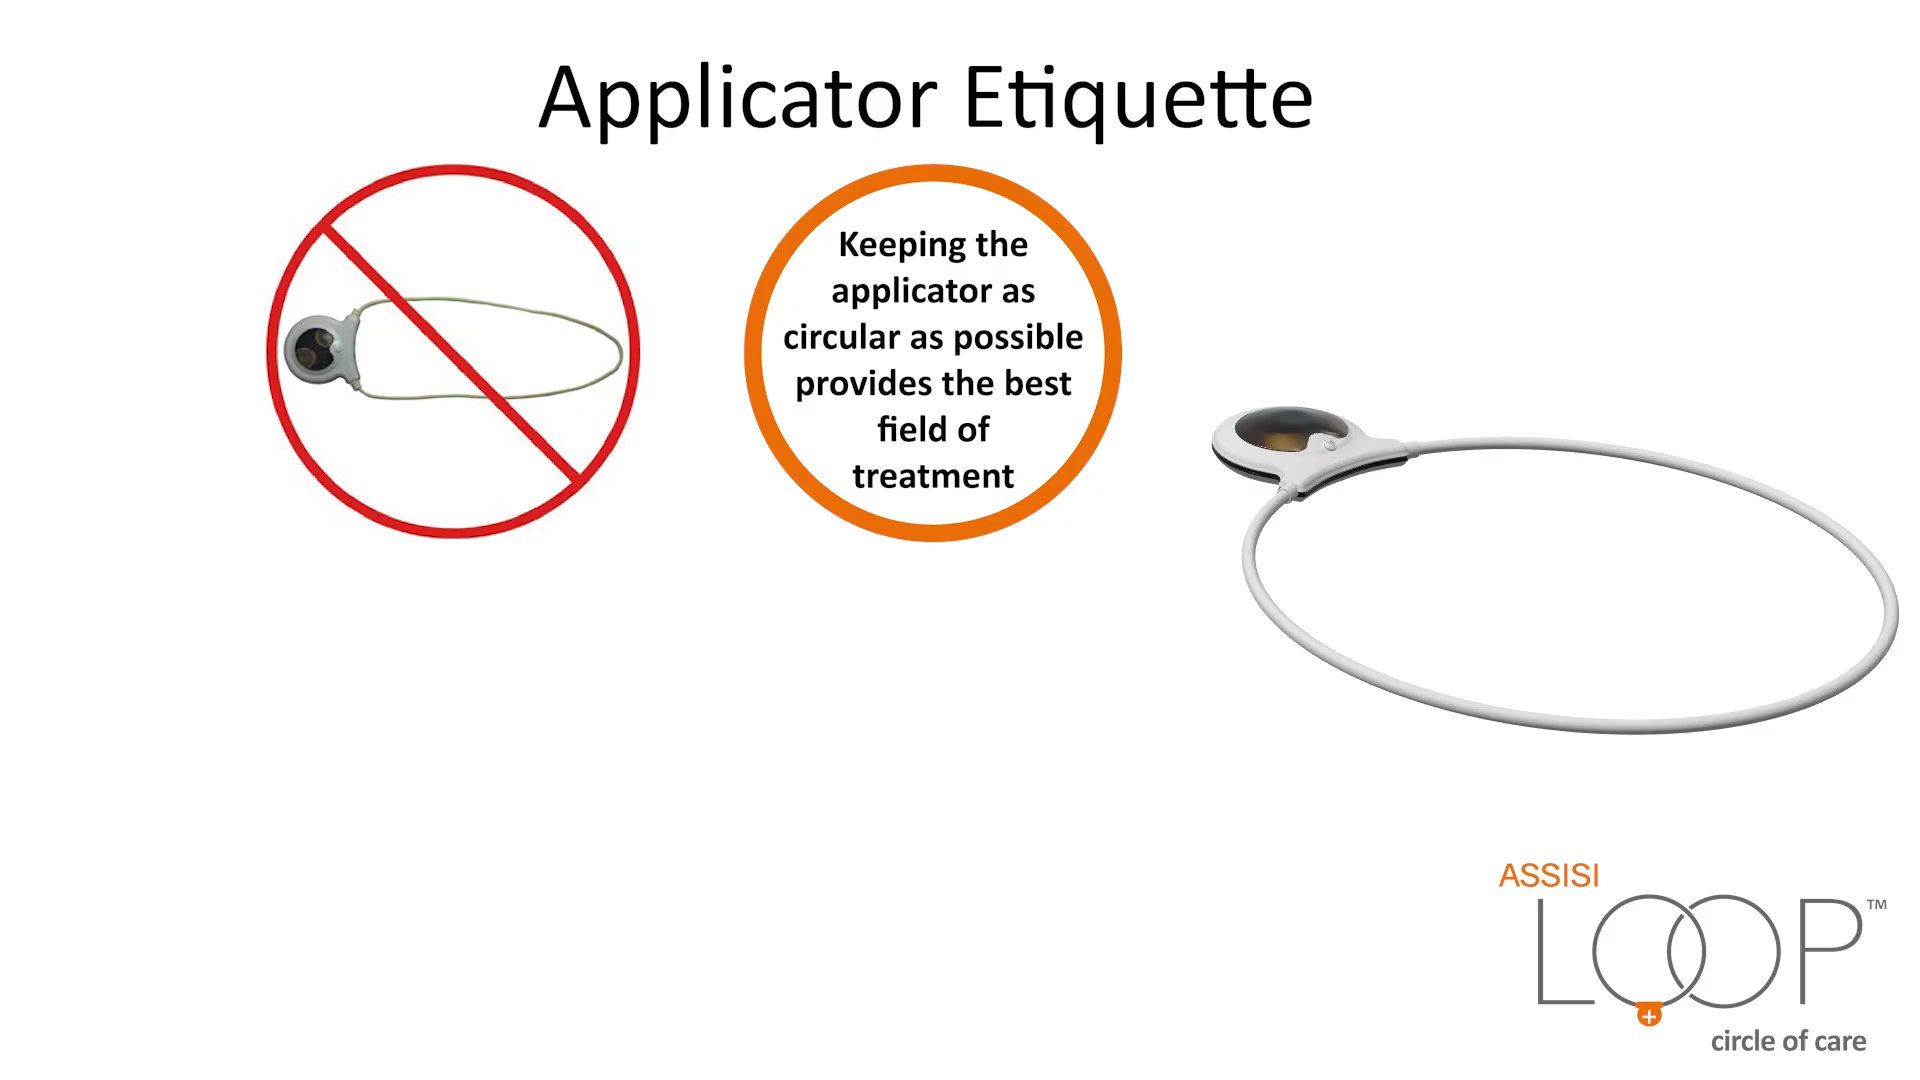 Applicator Etiquette
Keeping the
applicator as
circular as possible
provides the best
field of
treatment
ASSISI
LOOP™
circle of care